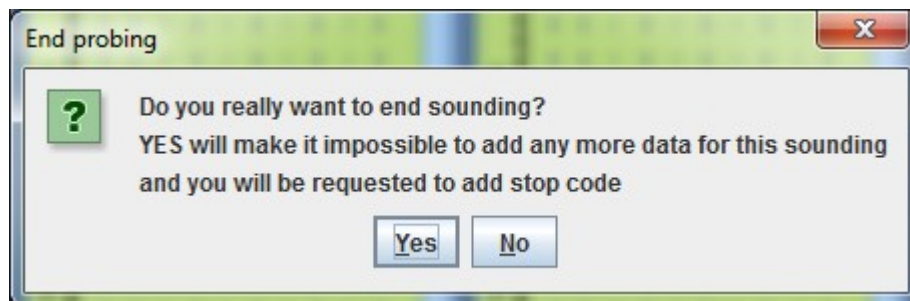 End probing
Do you really want to end sounding?
YES will make it impossible to add any more data for this sounding
and you will be requested to add stop code
Yes No